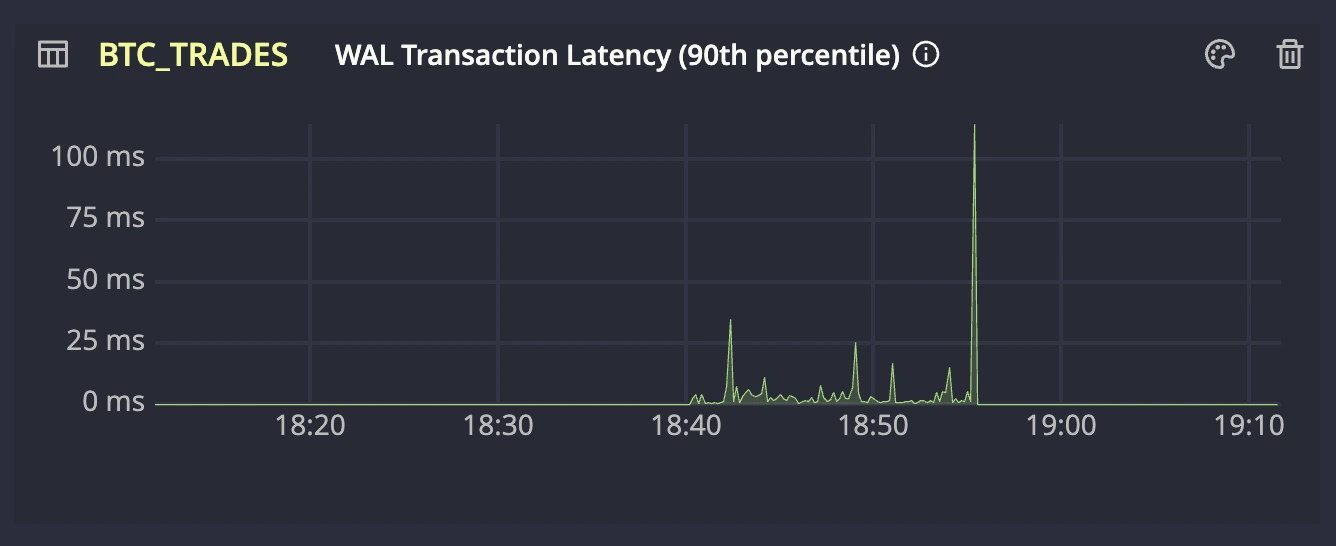 BTC_TRADES WAL Transaction Latency (90th percentile)
100 ms
75 ms
50 ms
25 ms
0 ms
18:20 18:30 18:40 18:50 19:00 19:10